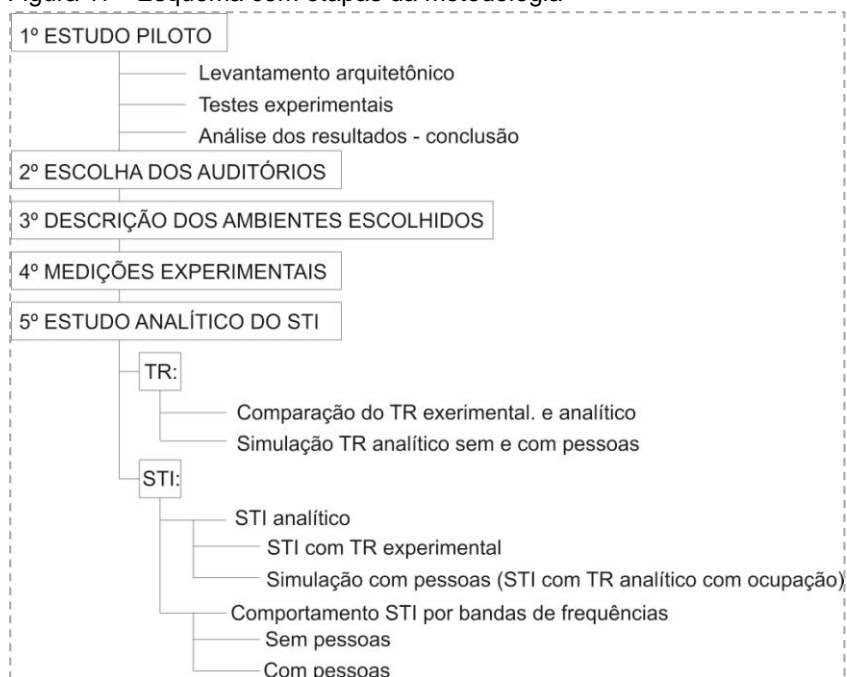 1º ESTUDO PILOTO
Levantamento arquitetônico
Testes experimentais
Análise dos resultados - conclusão
2º ESCOLHA DOS AUDITÓRIOS
3º DESCRIÇÃO DOS AMBIENTES ESCOLHIDOS
4º MEDIÇÕES EXPERIMENTAIS
5º ESTUDO ANALÍTICO DO STI
TR:
Comparação do TR exerimental. e analítico
Simulação TR analítico sem e com pessoas
STI:
STI analítico
STI com TR experimental
Simulação com pessoas (STI com TR analítico com ocupação)
Comportamento STI por bandas de frequências
Sem pessoas
Com pessoas